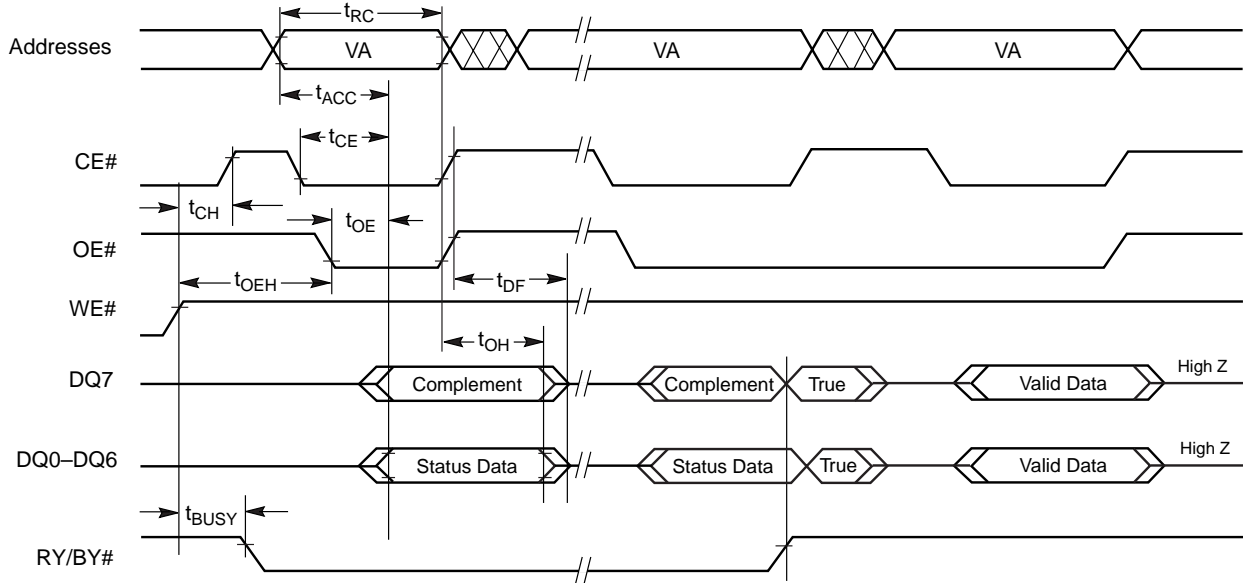 tRC
Addresses VA VA VA
tACC
tCE
CE#
tCH tOE
OE#
tOEH tDF
WE#
tOH
DQ7 Complement Complement True Valid Data High Z
DQ0–DQ6 Status Data Status Data True Valid Data High Z
tBUSY
RY/BY#